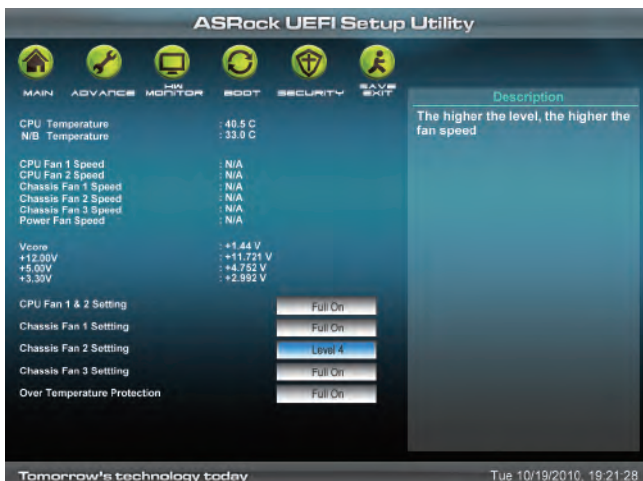 ASRock UEFI Setup Utility
MAIN ADVANCE HW MONITOR BOOT SECURITY SAVE EXIT
Description
The higher the level, the higher the
fan speed
CPU Temperature : 40.5 C
N/B Temperature : 33.0 C
CPU Fan 1 Speed : N/A
CPU Fan 2 Speed : N/A
Chassis Fan 1 Speed : N/A
Chassis Fan 2 Speed : N/A
Chassis Fan 3 Speed : N/A
Power Fan Speed : N/A
Vcore : +1.44 V
+12.00V : +11.721 V
+5.00V : +4.752 V
+3.30V : +2.992 V
CPU Fan 1 & 2 Setting Full On
Chassis Fan 1 Settting Full On
Chassis Fan 2 Settting Level 4
Chassis Fan 3 Settting Full On
Over Temperature Protection Full On
Tomorrow's technology today Tue 10/19/2010, 19:21:28